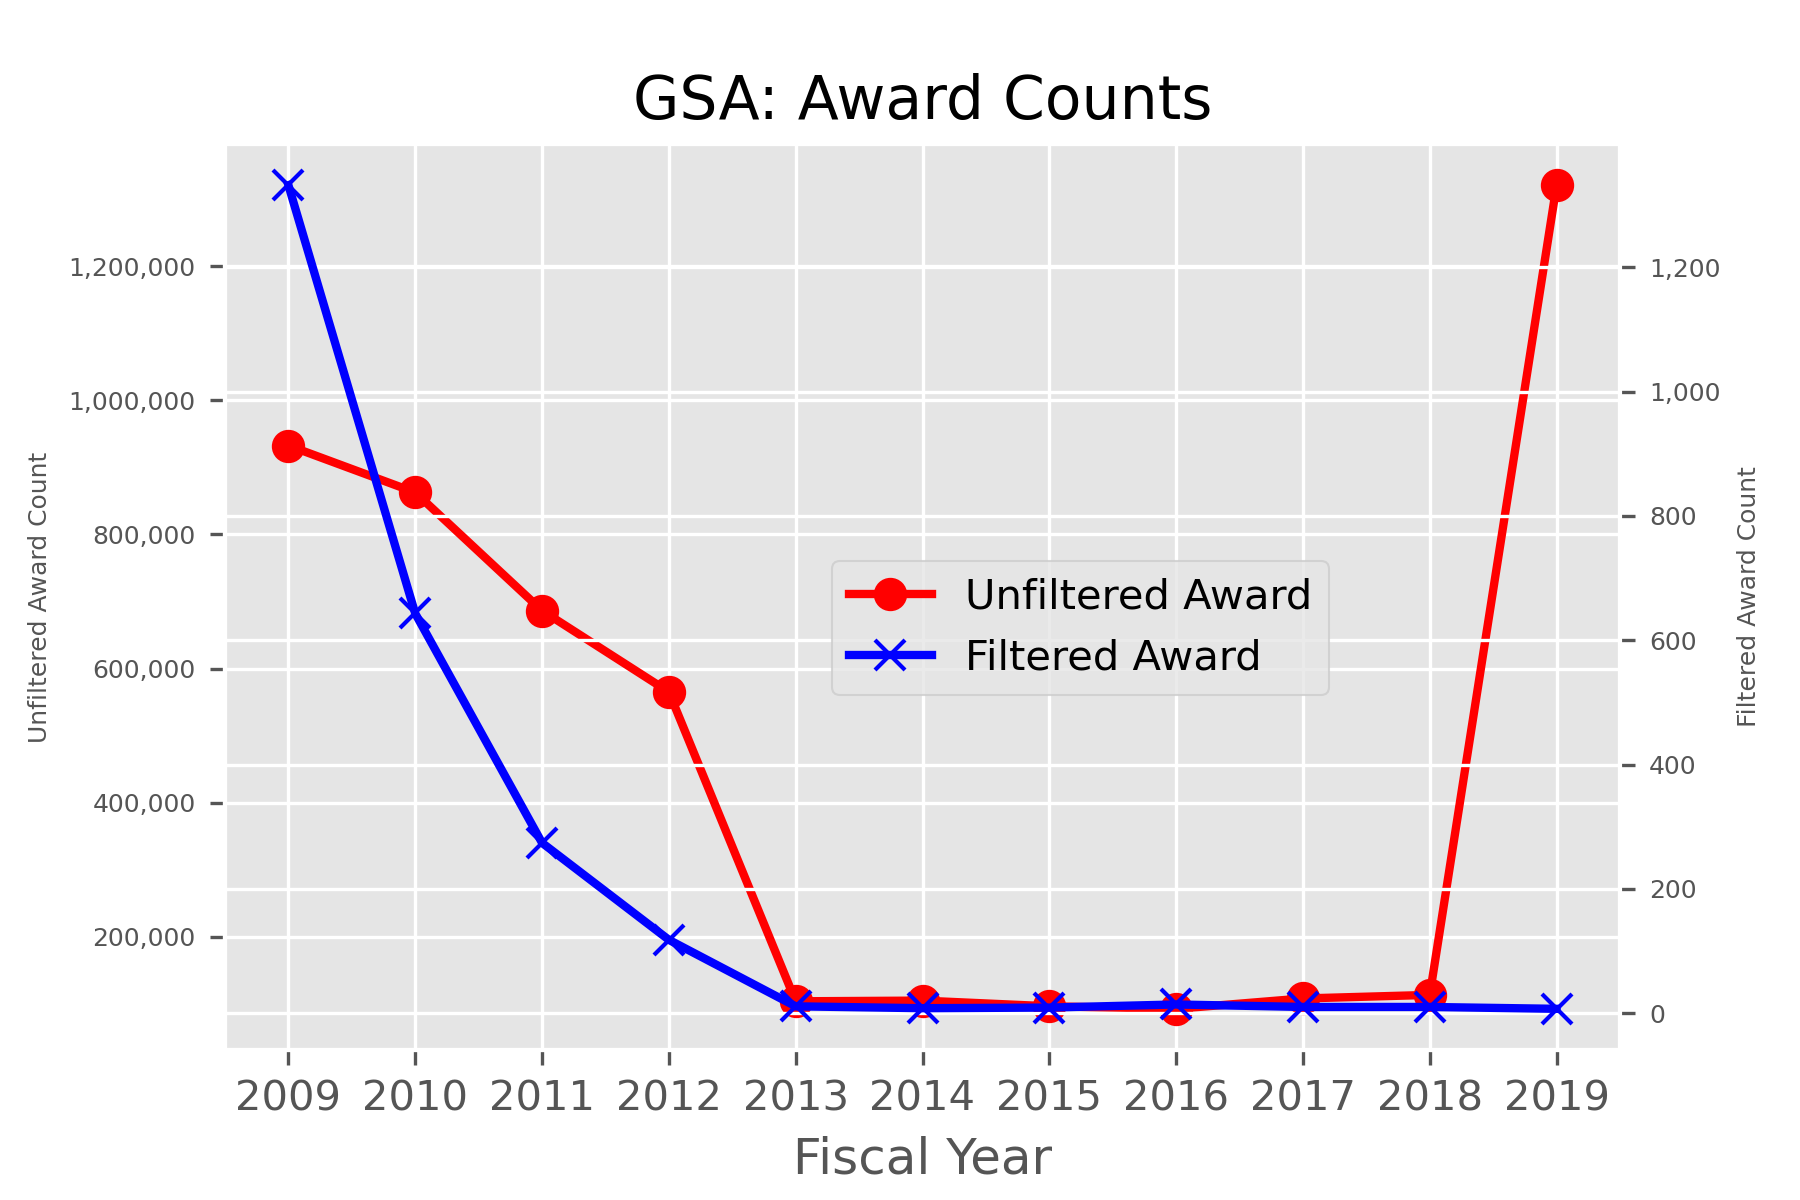 GSA: Award Counts
1,200,000
1,000,000
800,000
600,000
400,000
200,000
Unfiltered Award Count
Unfiltered Award
Filtered Award
1,200
1,000
800
600
400
200
0
Filtered Award Count
2009 2010 2011 2012 2013 2014 2015 2016 2017 2018 2019
Fiscal Year